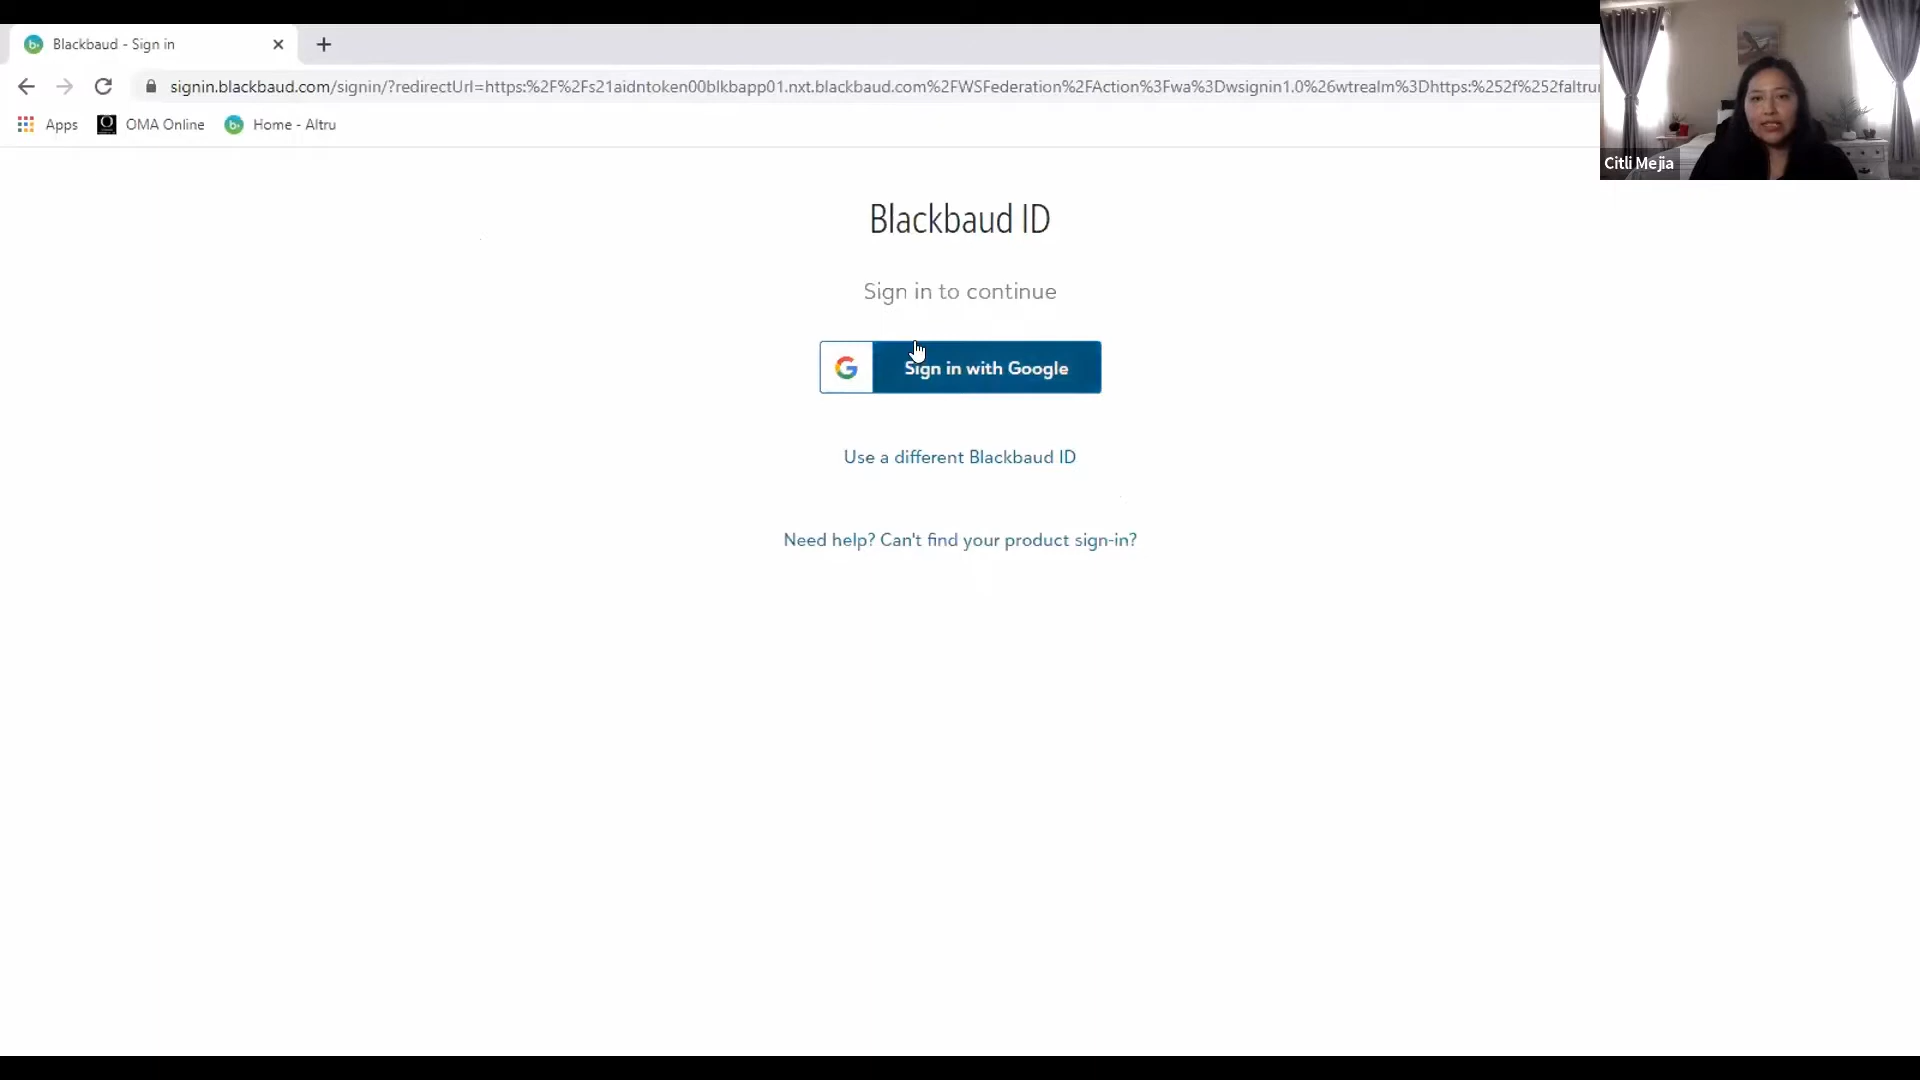 Blackbaud - Sign in
signin.blackbaud.com/signin/?redirectUrl=https:%2F%2Fs21aidntoken00blkbapp01.nxt.blackbaud.com%2FWSFederation%2FAction%3Fwa%3Dwsignin1.0%26wtrealm%3Dhttps:%252f%252faltru
Apps OMA Online Home - Altru
Citli Mejia
Blackbaud ID
Sign in to continue
Sign in with Google
Use a different Blackbaud ID
Need help? Can't find your product sign-in?